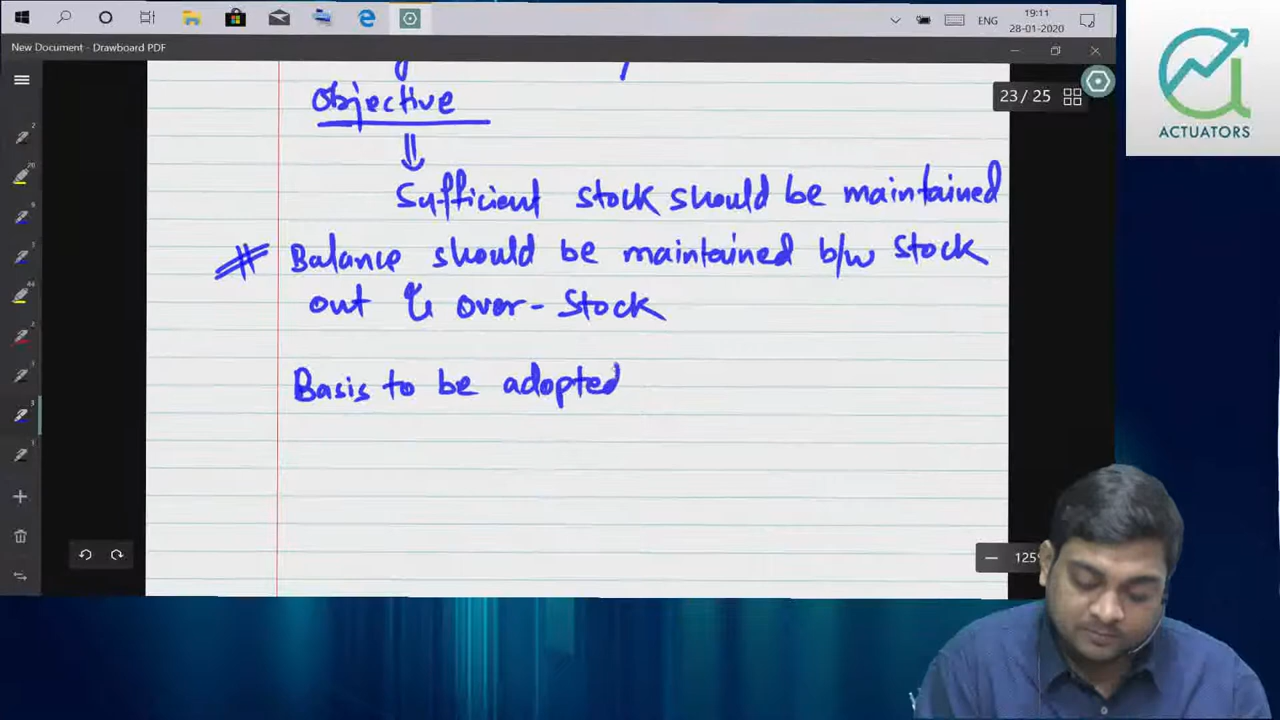 19:11
ENG
28-01-2020
New Document - Drawboard PDF
23 / 25
ACTUATORS
Objective
Sufficient stock should be maintained
# Balance should be maintained b/w stock
out & over-stock
Basis to be adopted
125%